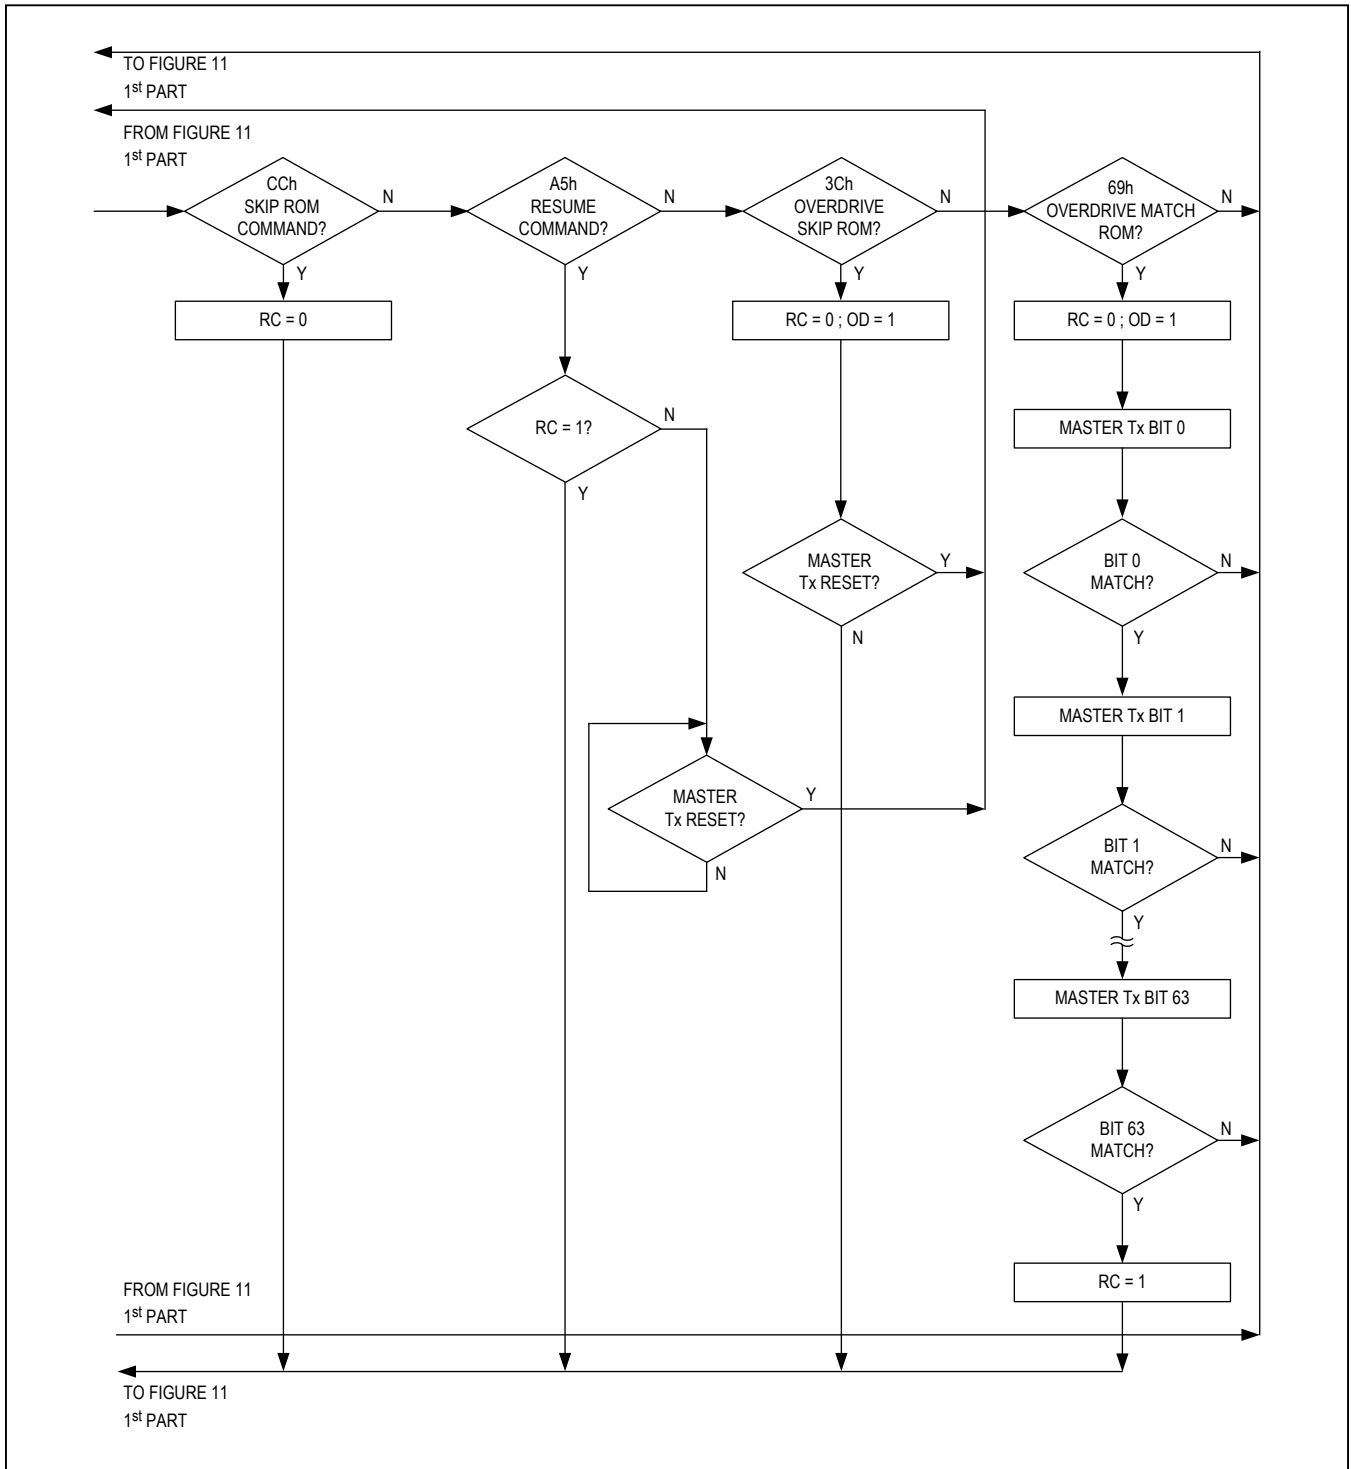 TO FIGURE 11
1st PART
FROM FIGURE 11
1st PART
CCh
SKIP ROM
COMMAND?
N
Y
A5h
RESUME
COMMAND?
N
Y
3Ch
OVERDRIVE
SKIP ROM?
N
Y
69h
OVERDRIVE MATCH
ROM?
N
Y
RC = 0
RC = 0 ; OD = 1
RC = 0 ; OD = 1
RC = 1?
N
Y
MASTER Tx BIT 0
MASTER
Tx RESET?
Y
N
BIT 0
MATCH?
N
Y
MASTER Tx BIT 1
MASTER
Tx RESET?
Y
N
BIT 1
MATCH?
N
Y
MASTER Tx BIT 63
BIT 63
MATCH?
N
Y
RC = 1
FROM FIGURE 11
1st PART
TO FIGURE 11
1st PART